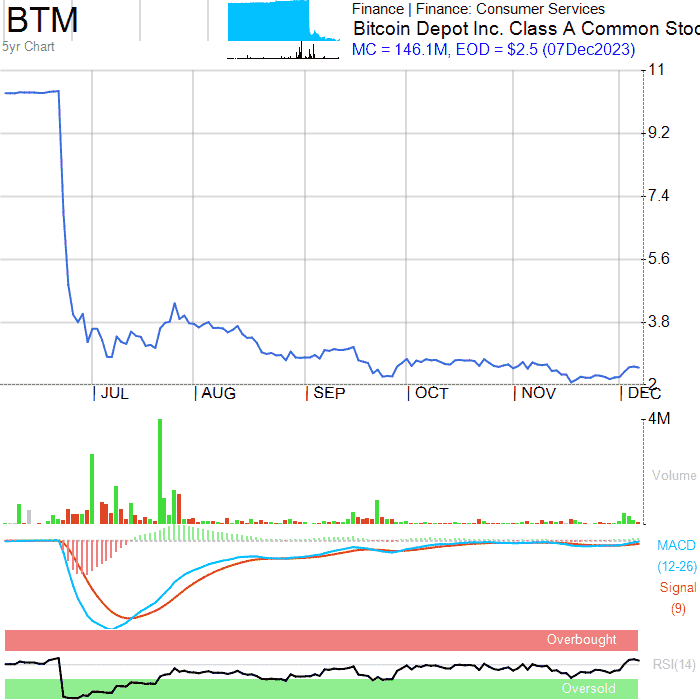 BTM
5yr Chart
Finance | Finance: Consumer Services
Bitcoin Depot Inc. Class A Common Stoc
MC = 146.1M, EOD = $2.5 (07Dec2023)
11
9.2
7.4
5.6
3.8
2
JUL AUG SEP OCT NOV DEC
4M
Volume
MACD
(12-26)
Signal
(9)
Overbought
RSI(14)
Oversold